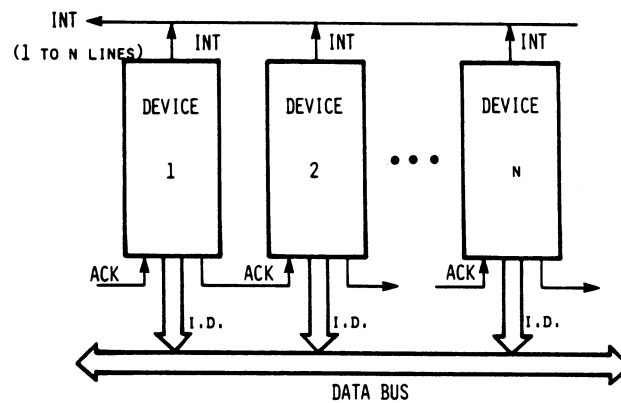 INT
(1 TO N LINES)
INT INT INT
DEVICE DEVICE DEVICE
1 2 N
ACK ACK ACK
I.D. I.D. I.D.
DATA BUS